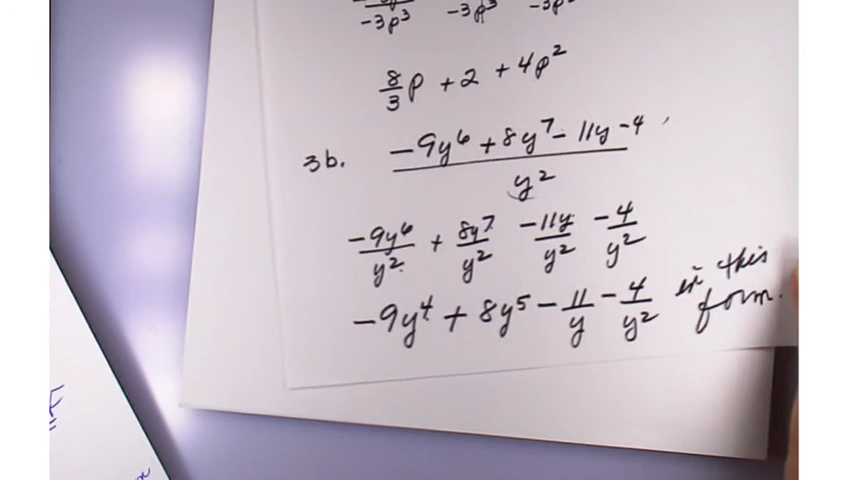 -3p³ -3p³ -3p²
8/3 p + 2 + 4p²
3b. (-9y⁶ + 8y⁷ - 11y - 4) / y²
-9y⁶/y² + 8y⁷/y² -11y/y² -4/y²
-9y⁴ + 8y⁵ - 11/y - 4/y² in this form.